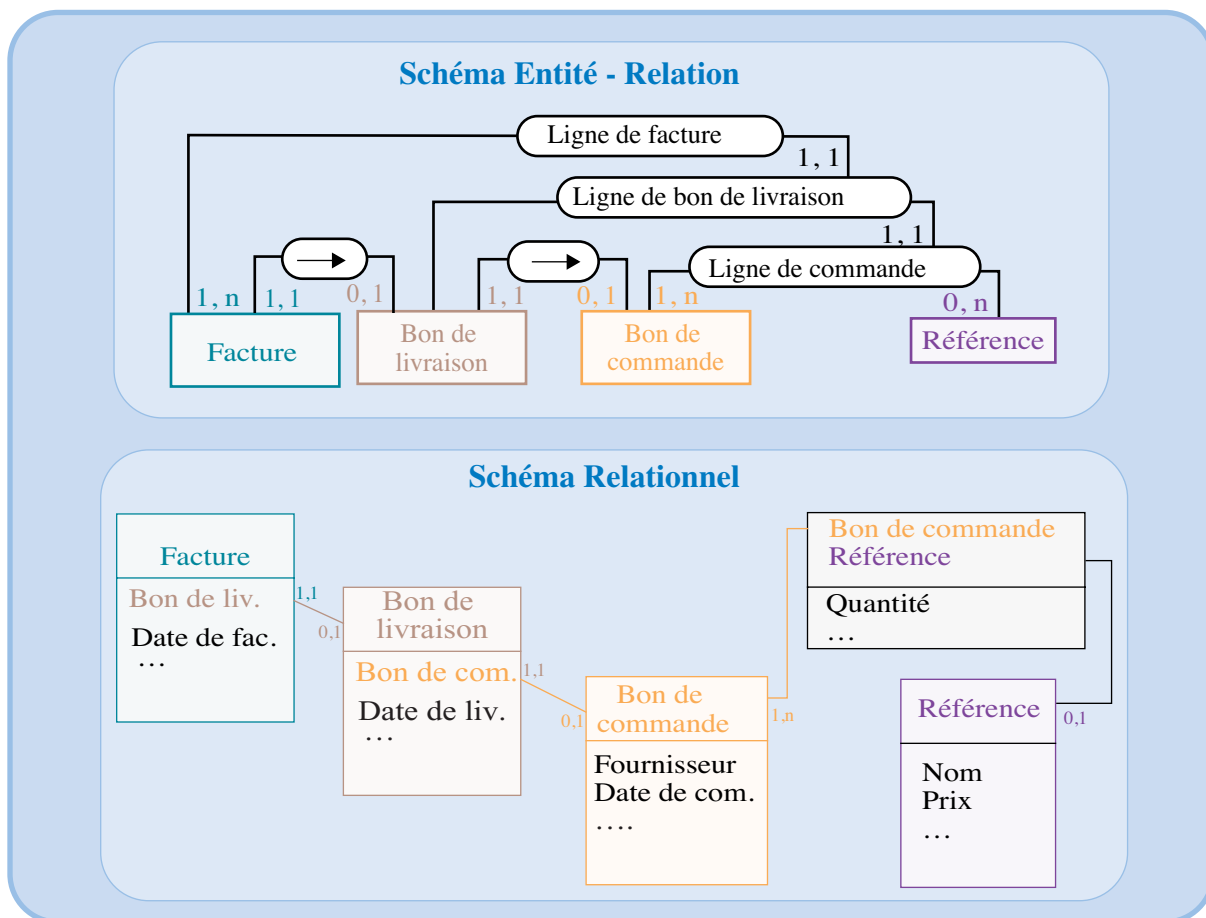 Schéma Entité - Relation
Ligne de facture
1, 1
Ligne de bon de livraison
1, 1
Ligne de commande
1, n
1, 1
0, 1
1, 1
0, 1
1, n
0, n
Facture
Bon de
livraison
Bon de
commande
Référence
Schéma Relationnel
Facture
Bon de liv.
Date de fac.
…
1,1
0,1
Bon de
livraison
Bon de com.
Date de liv.
…
1,1
0,1
Bon de
commande
Fournisseur
Date de com.
….
1,n
Bon de commande
Référence
Quantité
…
Référence
0,1
Nom
Prix
…